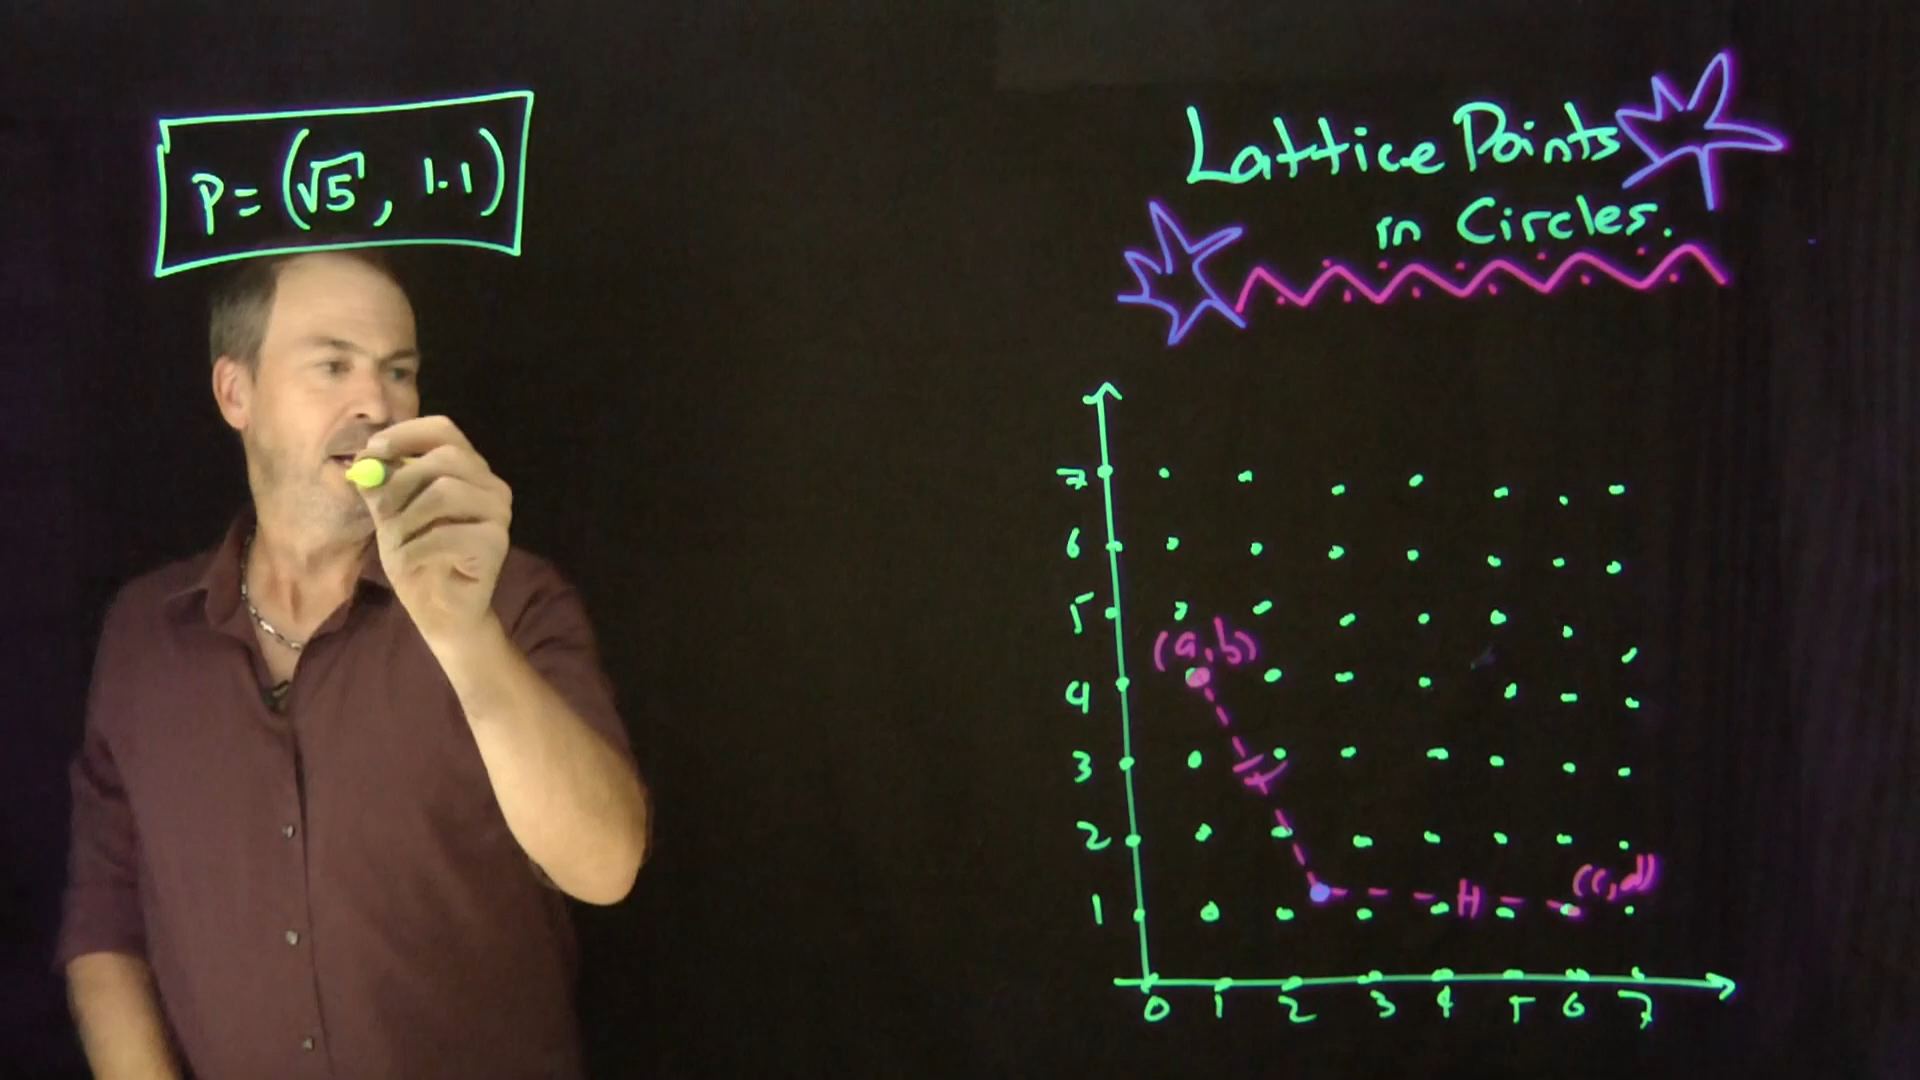 P = (√5, 1.1)
Lattice Points
in Circles.
7
6
5
(a,b)
4
3
2
(c,d)
1
0 1 2 3 4 5 6 7